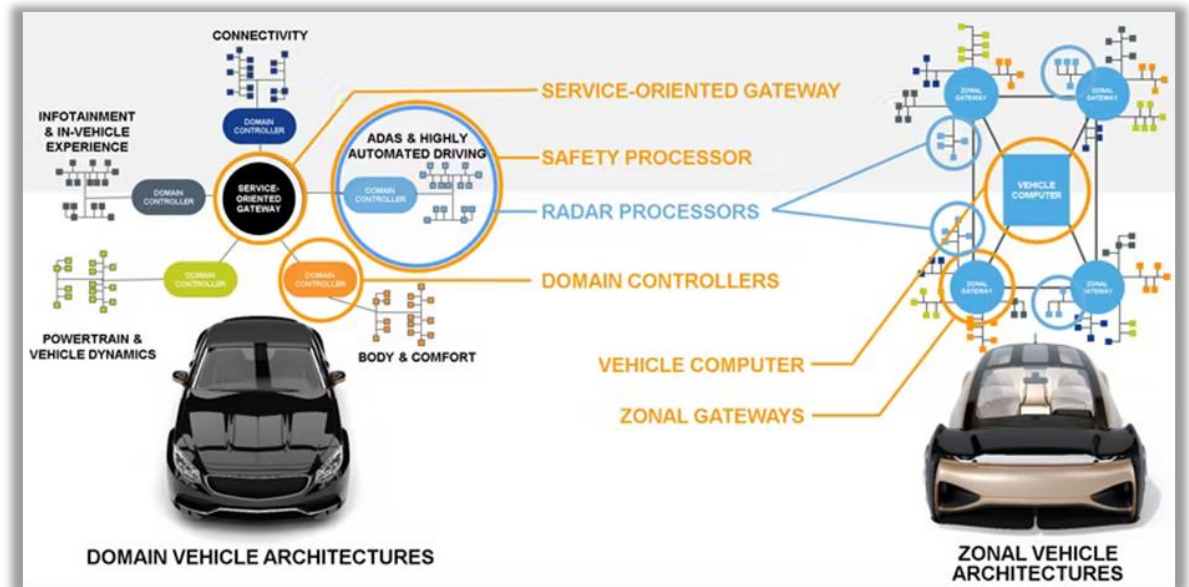 CONNECTIVITY
DOMAIN
CONTROLLER
INFOTAINMENT
& IN-VEHICLE
EXPERIENCE
DOMAIN
CONTROLLER
SERVICE-
ORIENTED
GATEWAY
ADAS & HIGHLY
AUTOMATED DRIVING
DOMAIN
CONTROLLER
DOMAIN
CONTROLLER
POWERTRAIN &
VEHICLE DYNAMICS
DOMAIN
CONTROLLER
BODY & COMFORT
DOMAIN VEHICLE ARCHITECTURES
SERVICE-ORIENTED GATEWAY
SAFETY PROCESSOR
RADAR PROCESSORS
DOMAIN CONTROLLERS
VEHICLE COMPUTER
ZONAL GATEWAYS
ZONAL
GATEWAY
ZONAL
GATEWAY
VEHICLE
COMPUTER
ZONAL
GATEWAY
ZONAL
GATEWAY
ZONAL VEHICLE
ARCHITECTURES